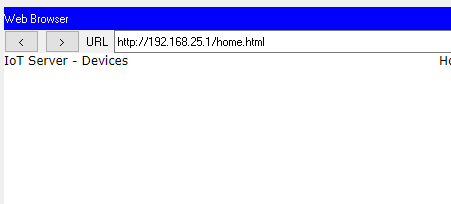 Web Browser
< > URL http://192.168.25.1/home.html
IoT Server - Devices